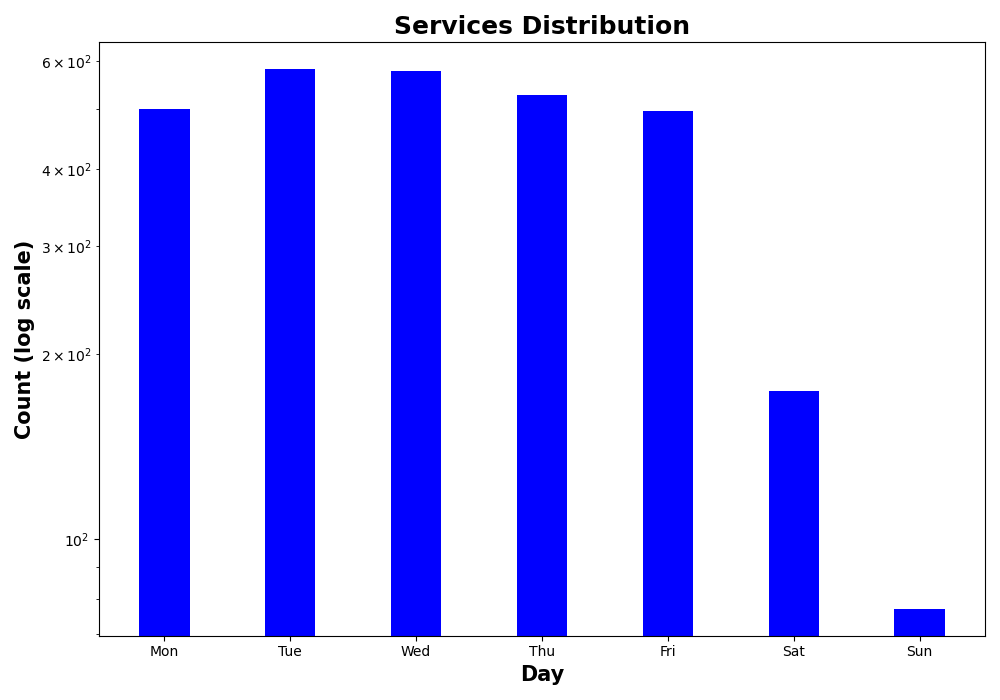 Services Distribution
Count (log scale)
6 × 10²
4 × 10²
3 × 10²
2 × 10²
10²
Mon Tue Wed Thu Fri Sat Sun
Day